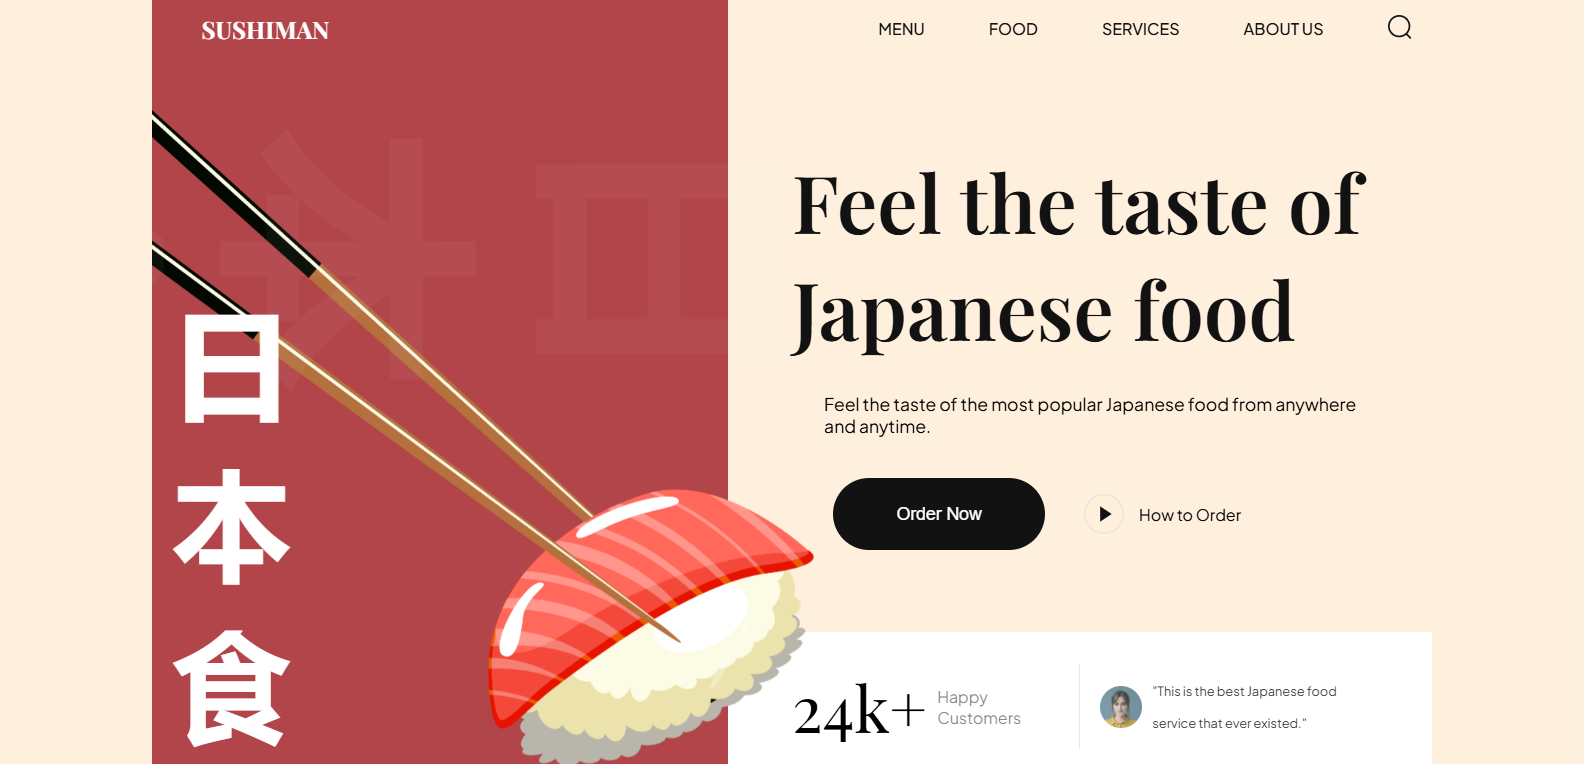 SUSHIMAN
MENU
FOOD
SERVICES
ABOUT US
日本
Feel the taste of
Japanese food
日
本
食
Feel the taste of the most popular Japanese food from anywhere
and anytime.
Order Now
How to Order
24k+
Happy
Customers
"This is the best Japanese food
service that ever existed."